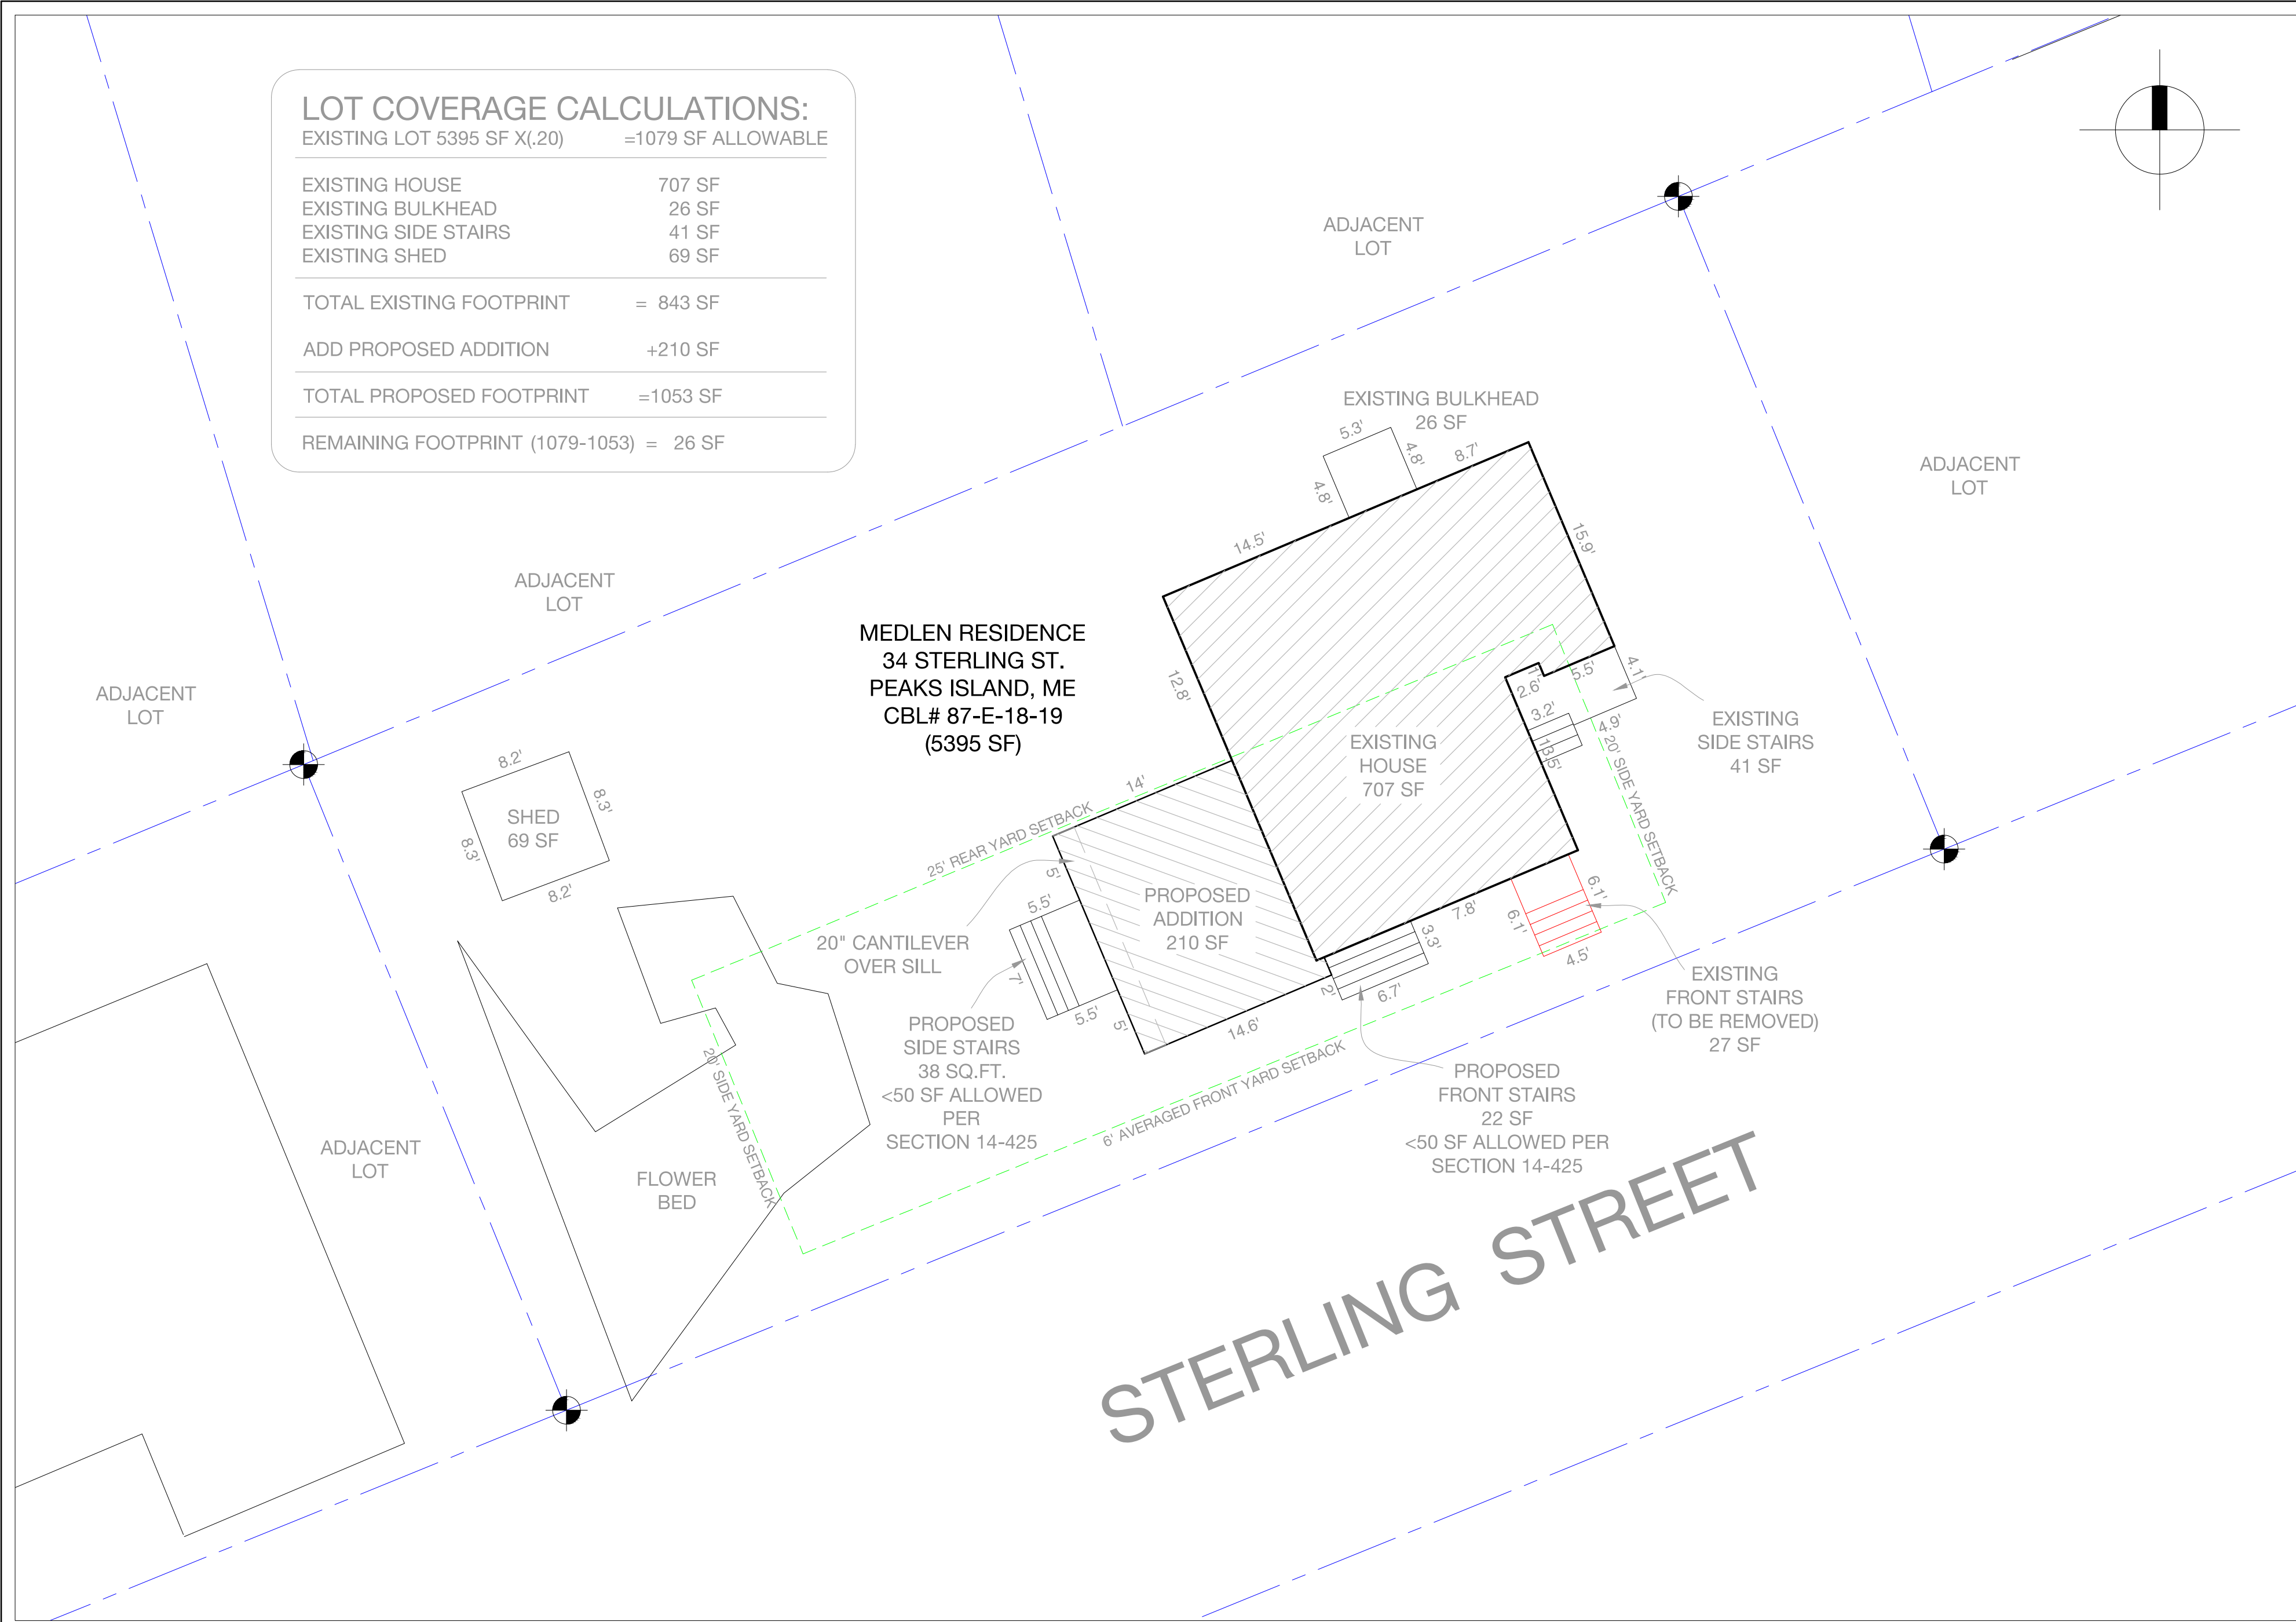 LOT COVERAGE CALCULATIONS:
EXISTING LOT 5395 SF X(.20) =1079 SF ALLOWABLE
EXISTING HOUSE 707 SF
EXISTING BULKHEAD 26 SF
EXISTING SIDE STAIRS 41 SF
EXISTING SHED 69 SF
TOTAL EXISTING FOOTPRINT = 843 SF
ADD PROPOSED ADDITION +210 SF
TOTAL PROPOSED FOOTPRINT =1053 SF
REMAINING FOOTPRINT (1079-1053) = 26 SF
ADJACENT
LOT
EXISTING BULKHEAD
26 SF
5.3'
4.8'
4.8'
8.7'
14.5'
15.9'
ADJACENT
LOT
ADJACENT
LOT
MEDLEN RESIDENCE
34 STERLING ST.
PEAKS ISLAND, ME
CBL# 87-E-18-19
(5395 SF)
12.8'
ADJACENT
LOT
1'
2.6'
5.5'
4.1'
3.2'
4.9'
13.5'
EXISTING
SIDE STAIRS
41 SF
EXISTING
HOUSE
707 SF
20' SIDE YARD SETBACK
8.2'
8.3'
SHED
69 SF
8.3'
8.2'
14'
25' REAR YARD SETBACK
5'
5.5'
PROPOSED
ADDITION
210 SF
20" CANTILEVER
OVER SILL
7'
5.5'
5'
14.6'
2'
6.7'
3.3'
7.8'
6.1'
6.1'
4.5'
EXISTING
FRONT STAIRS
(TO BE REMOVED)
27 SF
PROPOSED
SIDE STAIRS
38 SQ.FT.
<50 SF ALLOWED
PER
SECTION 14-425
PROPOSED
FRONT STAIRS
22 SF
<50 SF ALLOWED PER
SECTION 14-425
6' AVERAGED FRONT YARD SETBACK
20' SIDE YARD SETBACK
ADJACENT
LOT
FLOWER
BED
STERLING STREET